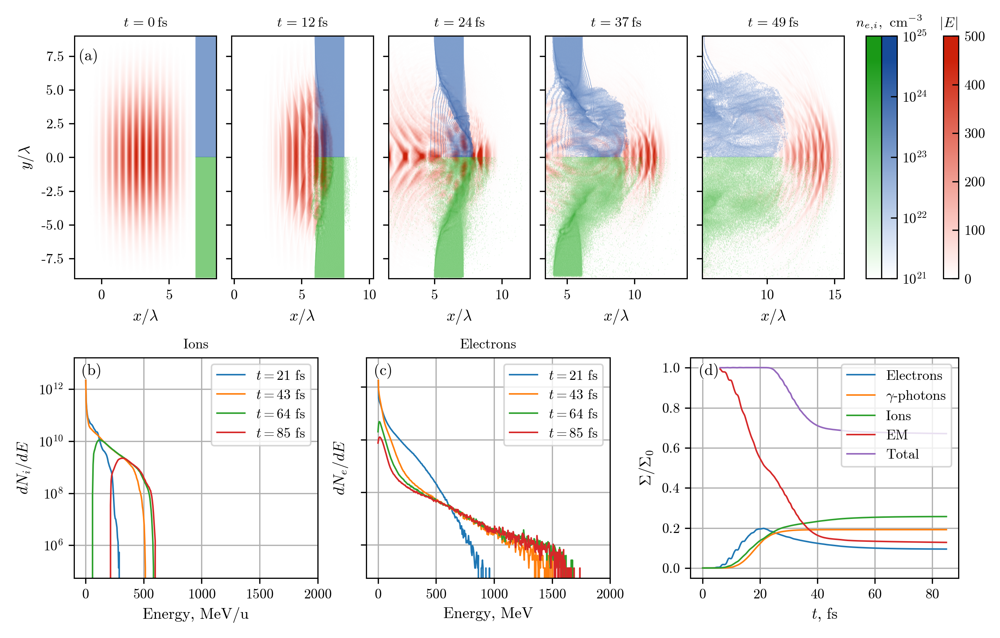 t = 0 fs t = 12 fs t = 24 fs t = 37 fs t = 49 fs n_{e,i}, cm^{-3} |E|
(a)
7.5
5.0
2.5
0.0
-2.5
-5.0
-7.5
y/λ
0 5
x/λ
0 5 10
x/λ
5 10
x/λ
5 10
x/λ
10 15
x/λ
10^{25}
10^{24}
10^{23}
10^{22}
10^{21}
500
400
300
200
100
0
Ions
(b)
t = 21 fs
t = 43 fs
t = 64 fs
t = 85 fs
10^{12}
10^{10}
10^{8}
10^{6}
dN_i/dE
0 500 1000 1500 2000
Energy, MeV/u
Electrons
(c)
t = 21 fs
t = 43 fs
t = 64 fs
t = 85 fs
dN_e/dE
0 500 1000 1500 2000
Energy, MeV
(d)
Electrons
γ-photons
Ions
EM
Total
1.0
0.8
0.6
0.4
0.2
0.0
Σ/Σ_0
0 20 40 60 80
t, fs